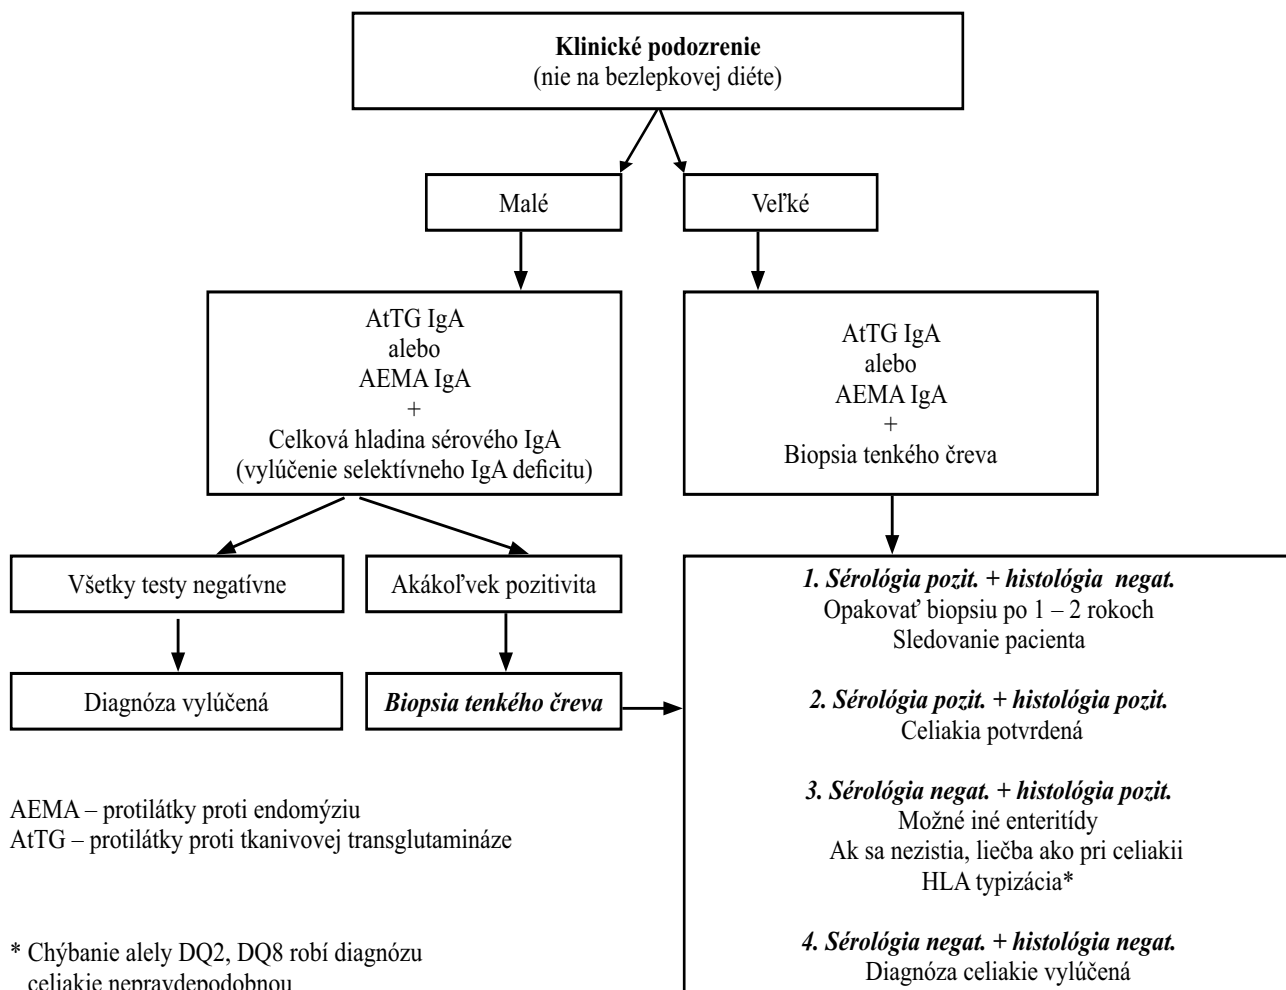 Klinické podozrenie
(nie na bezlepkovej diéte)
Malé
Veľké
AtTG IgA
alebo
AEMA IgA
+
Celková hladina sérového IgA
(vylúčenie selektívneho IgA deficitu)
AtTG IgA
alebo
AEMA IgA
+
Biopsia tenkého čreva
Všetky testy negatívne
Akákoľvek pozitivita
Diagnóza vylúčená
Biopsia tenkého čreva
1. Sérológia pozit. + histológia negat.
Opakovať biopsiu po 1 – 2 rokoch
Sledovanie pacienta
2. Sérológia pozit. + histológia pozit.
Celiakia potvrdená
3. Sérológia negat. + histológia pozit.
Možné iné enteritídy
Ak sa nezistia, liečba ako pri celiakii
HLA typizácia*
4. Sérológia negat. + histológia negat.
Diagnóza celiakie vylúčená
AEMA – protilátky proti endomýziu
AtTG – protilátky proti tkanivovej transglutamináze
* Chýbanie alely DQ2, DQ8 robí diagnózu
celiakie nepravdepodobnou